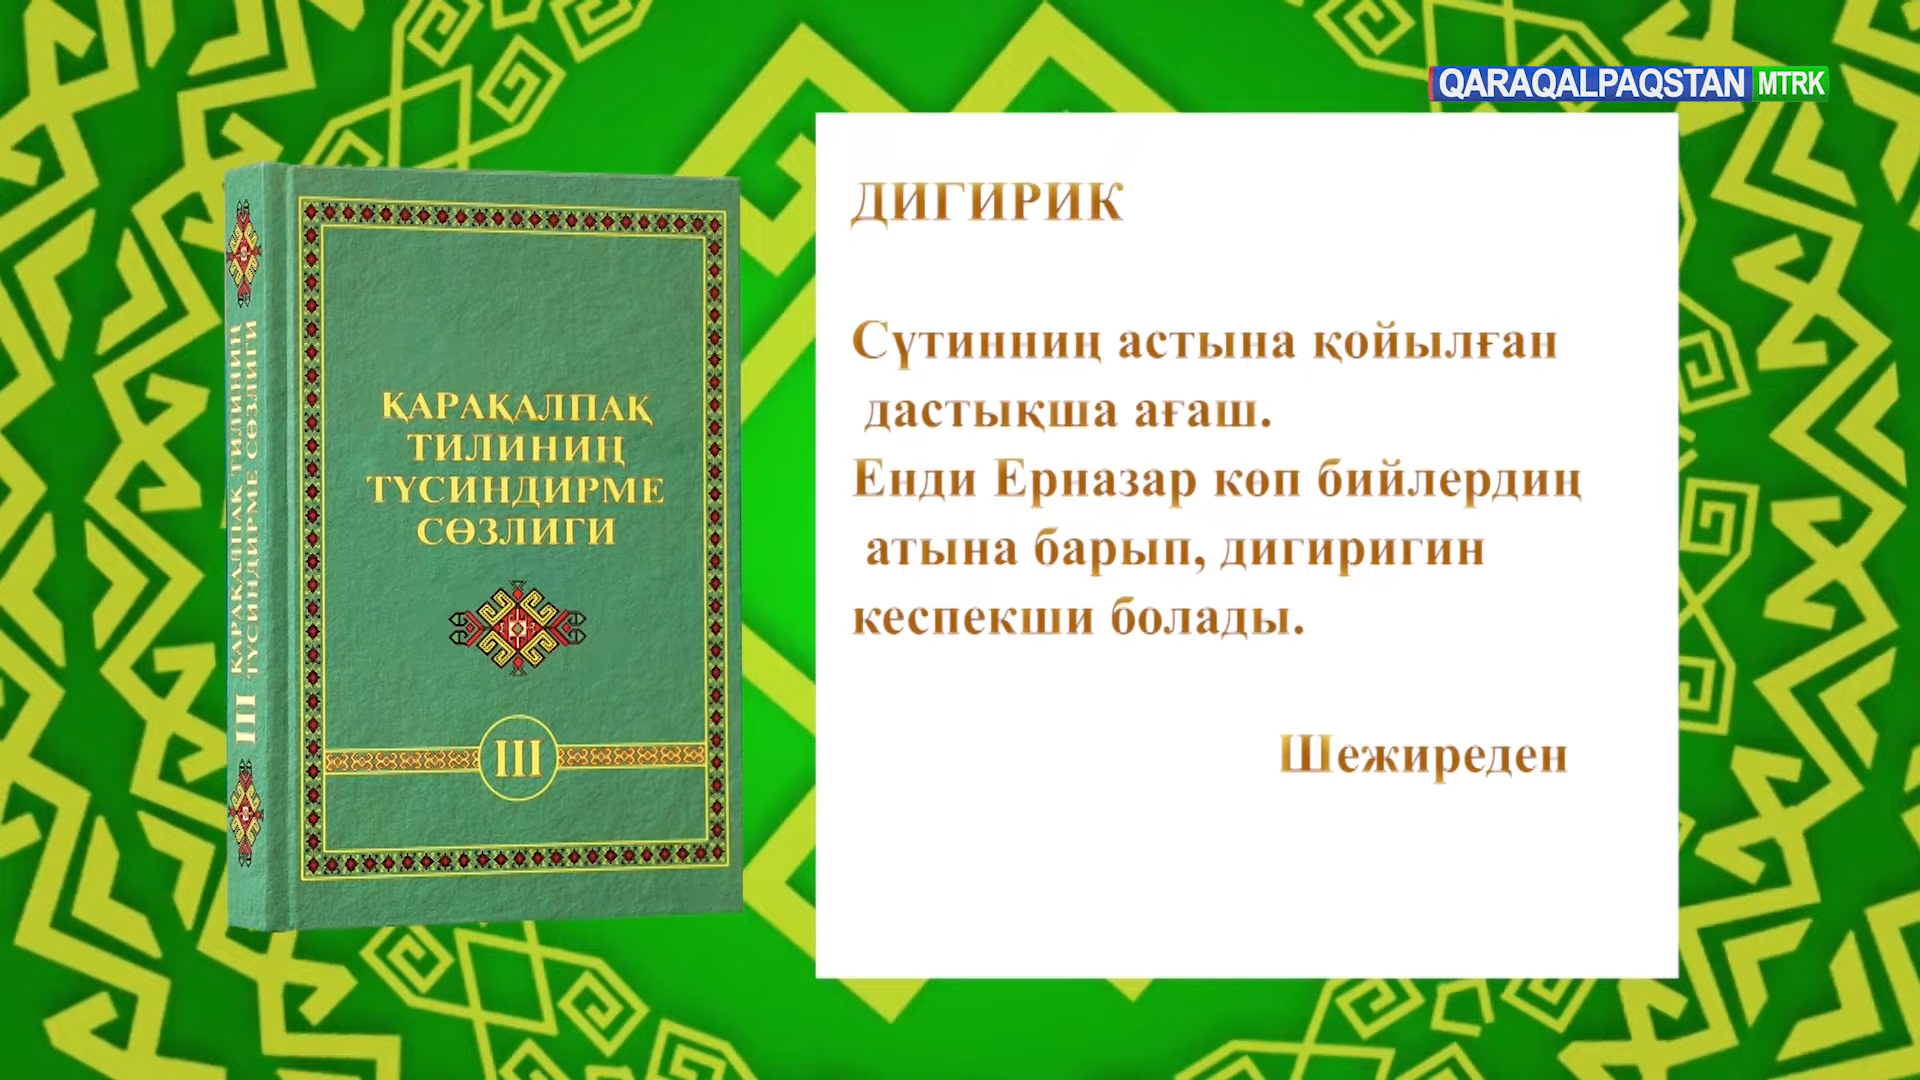 QARAQALPAQSTAN MTRK
ҚАРАҚАЛПАҚ ТИЛИНИҢ
ТҮСИНДИРМЕ СӨЗЛИГИ
III
ҚАРАҚАЛПАҚ
ТИЛИНИҢ
ТҮСИНДИРМЕ
СӨЗЛИГИ
III
ДИГИРИК
Сүтинниң астына қойылған
дастықша ағаш.
Енди Ерназар көп бийлердиң
атына барып, дигиригин
кеспекши болады.
Шежиреден